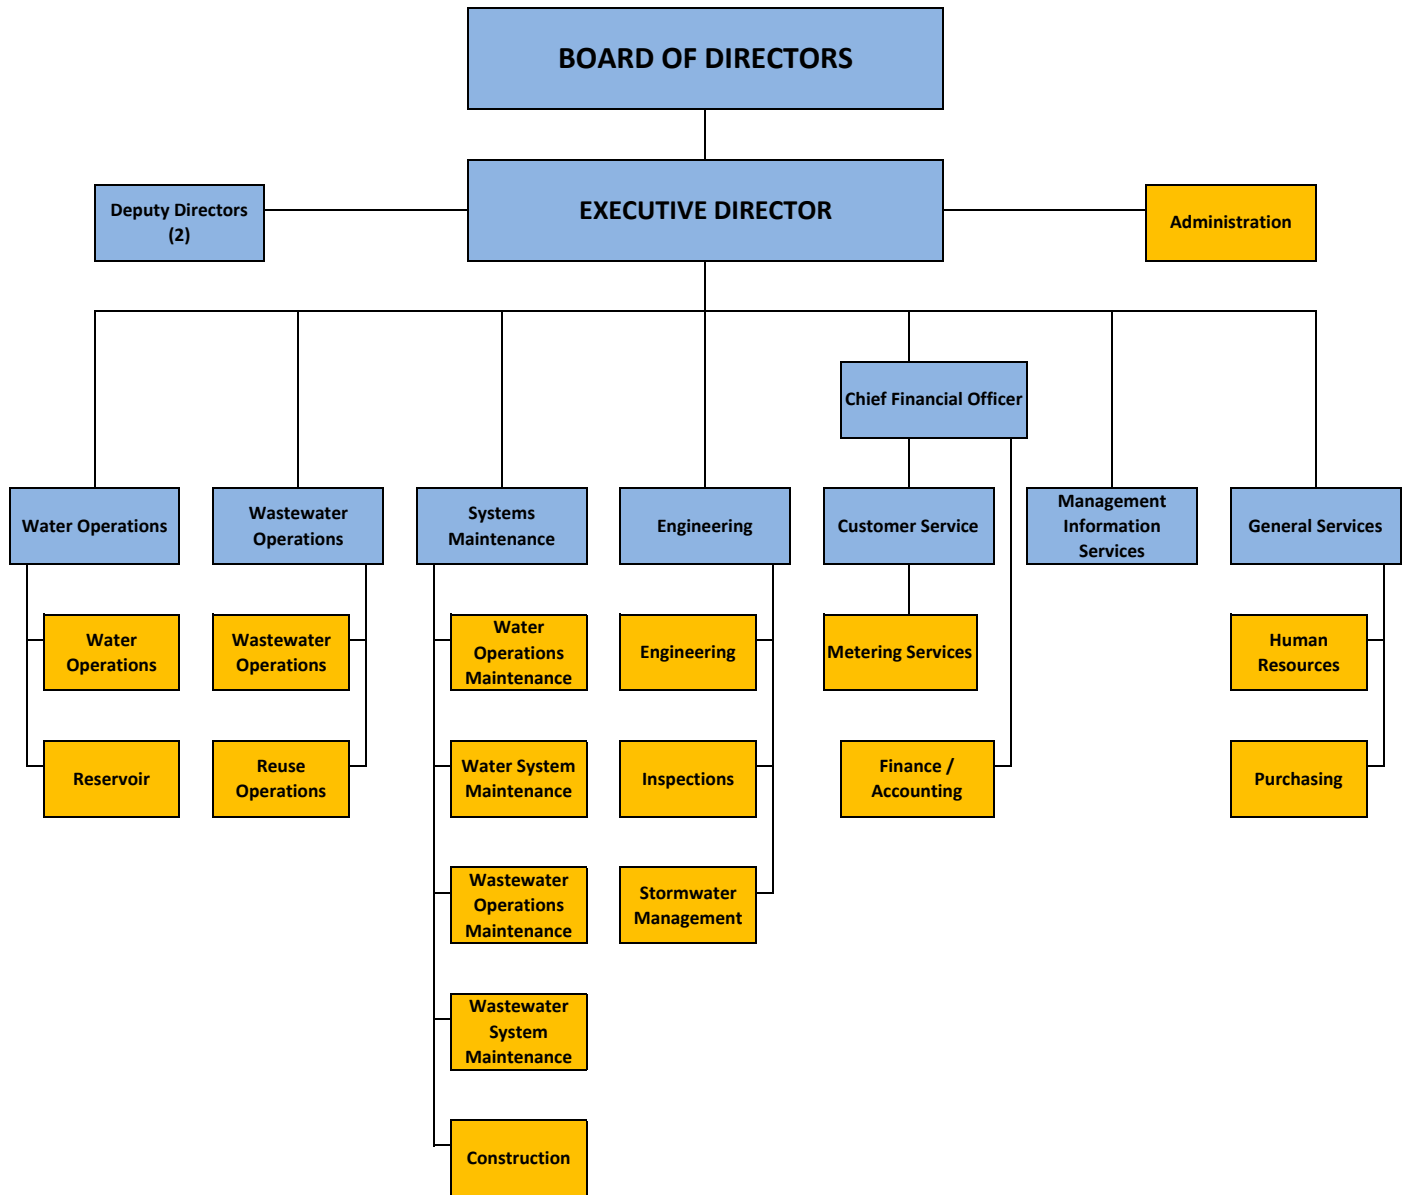 BOARD OF DIRECTORS
EXECUTIVE DIRECTOR
Deputy Directors
(2)
Administration
Chief Financial Officer
Water Operations
Wastewater
Operations
Systems
Maintenance
Engineering
Customer Service
Management
Information
Services
General Services
Water
Operations
Wastewater
Operations
Water
Operations
Maintenance
Engineering
Metering Services
Human
Resources
Reservoir
Reuse
Operations
Water System
Maintenance
Inspections
Finance /
Accounting
Purchasing
Wastewater
Operations
Maintenance
Stormwater
Management
Wastewater
System
Maintenance
Construction